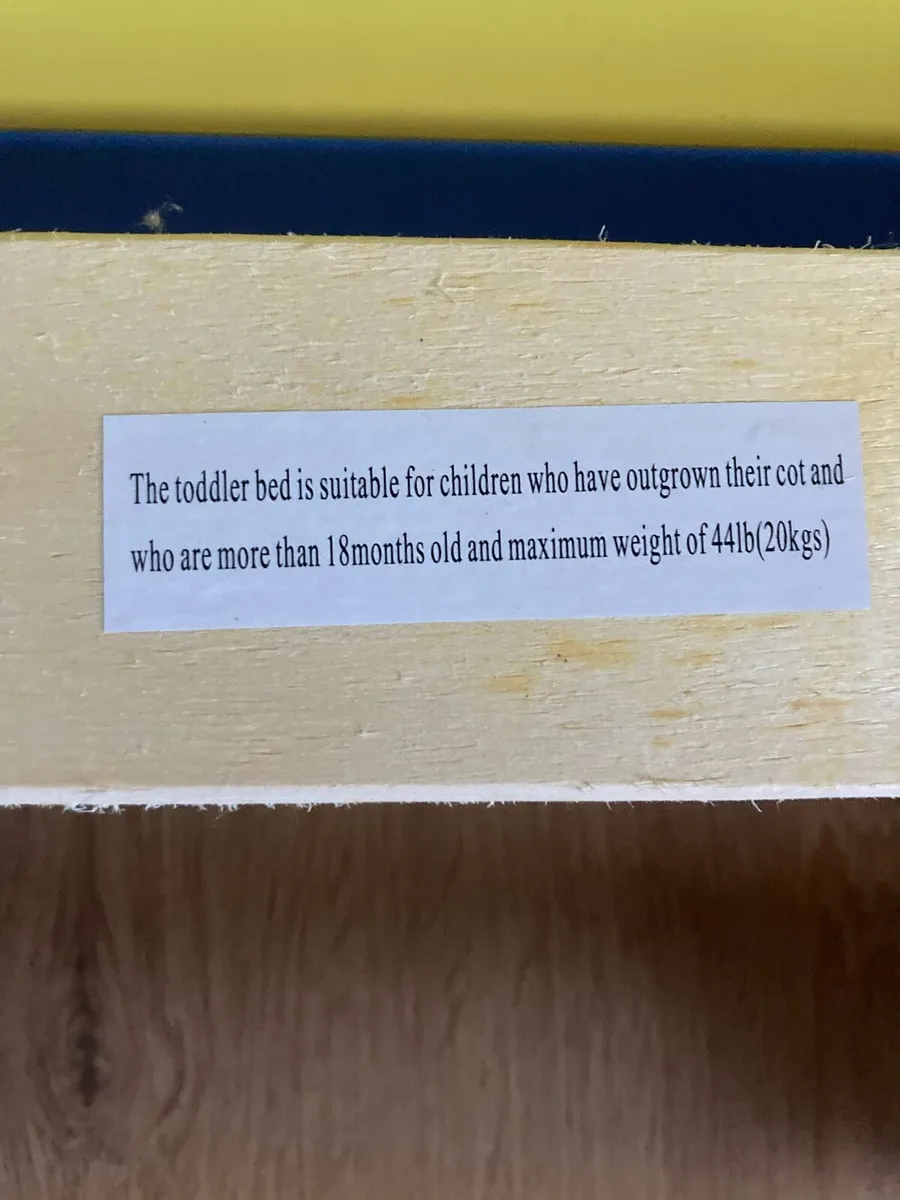 The toddler bed is suitable for children who have outgrown their cot and
who are more than 18months old and maximum weight of 44lb(20kgs)